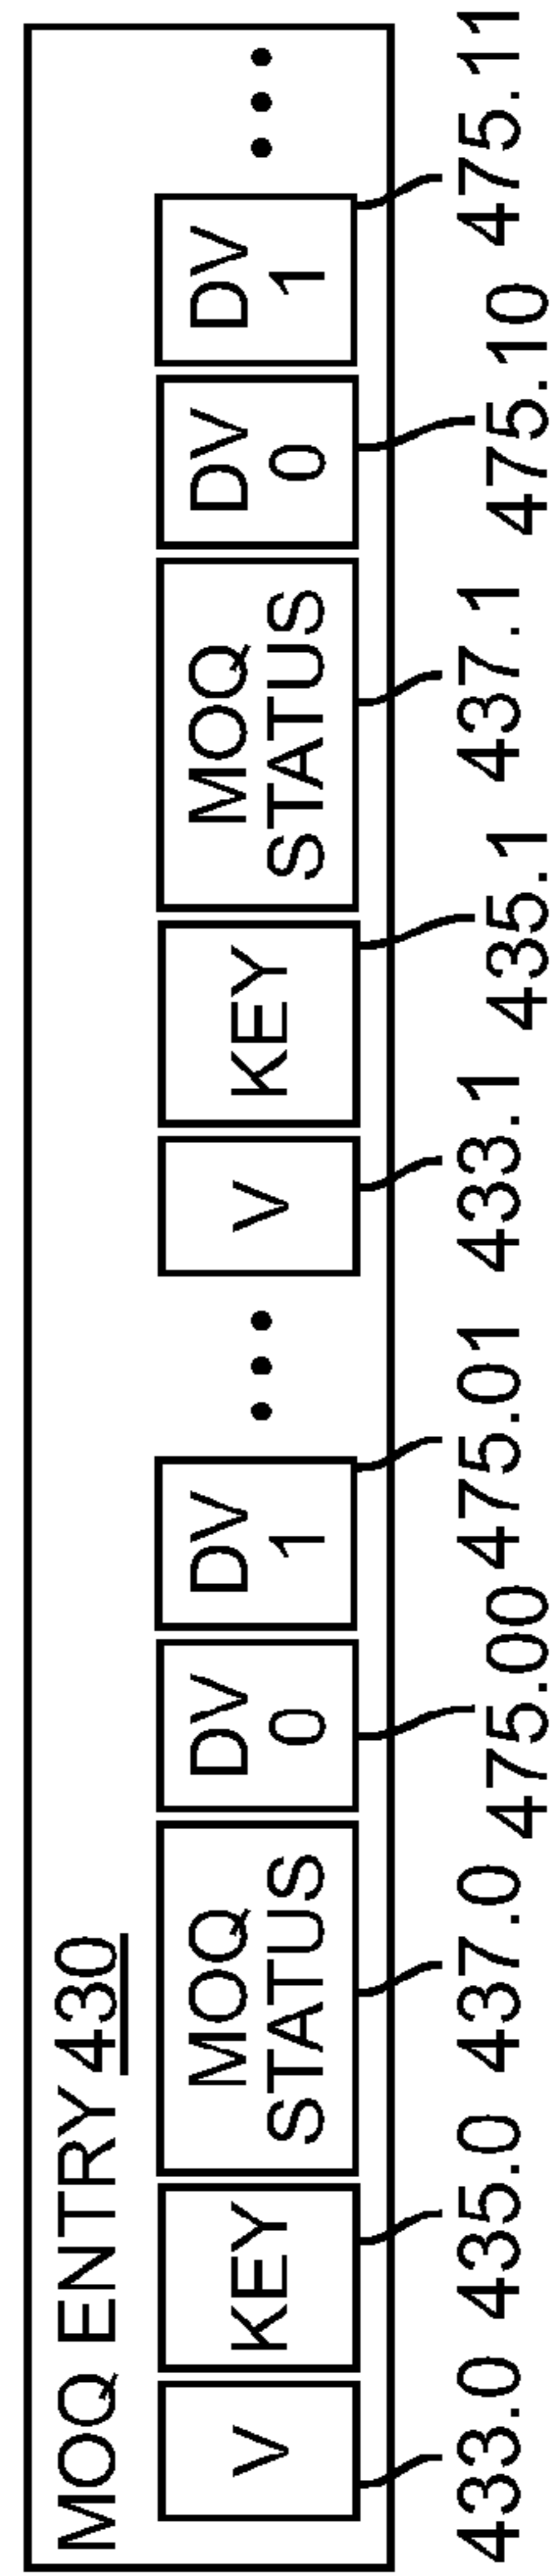 MOQ ENTRY 430
V
KEY
MOQ
STATUS
DV
0
DV
1
• • •
V
KEY
MOQ
STATUS
DV
0
DV
1
• • •
433.0
435.0
437.0
475.00
475.01
433.1
435.1
437.1
475.10
475.11